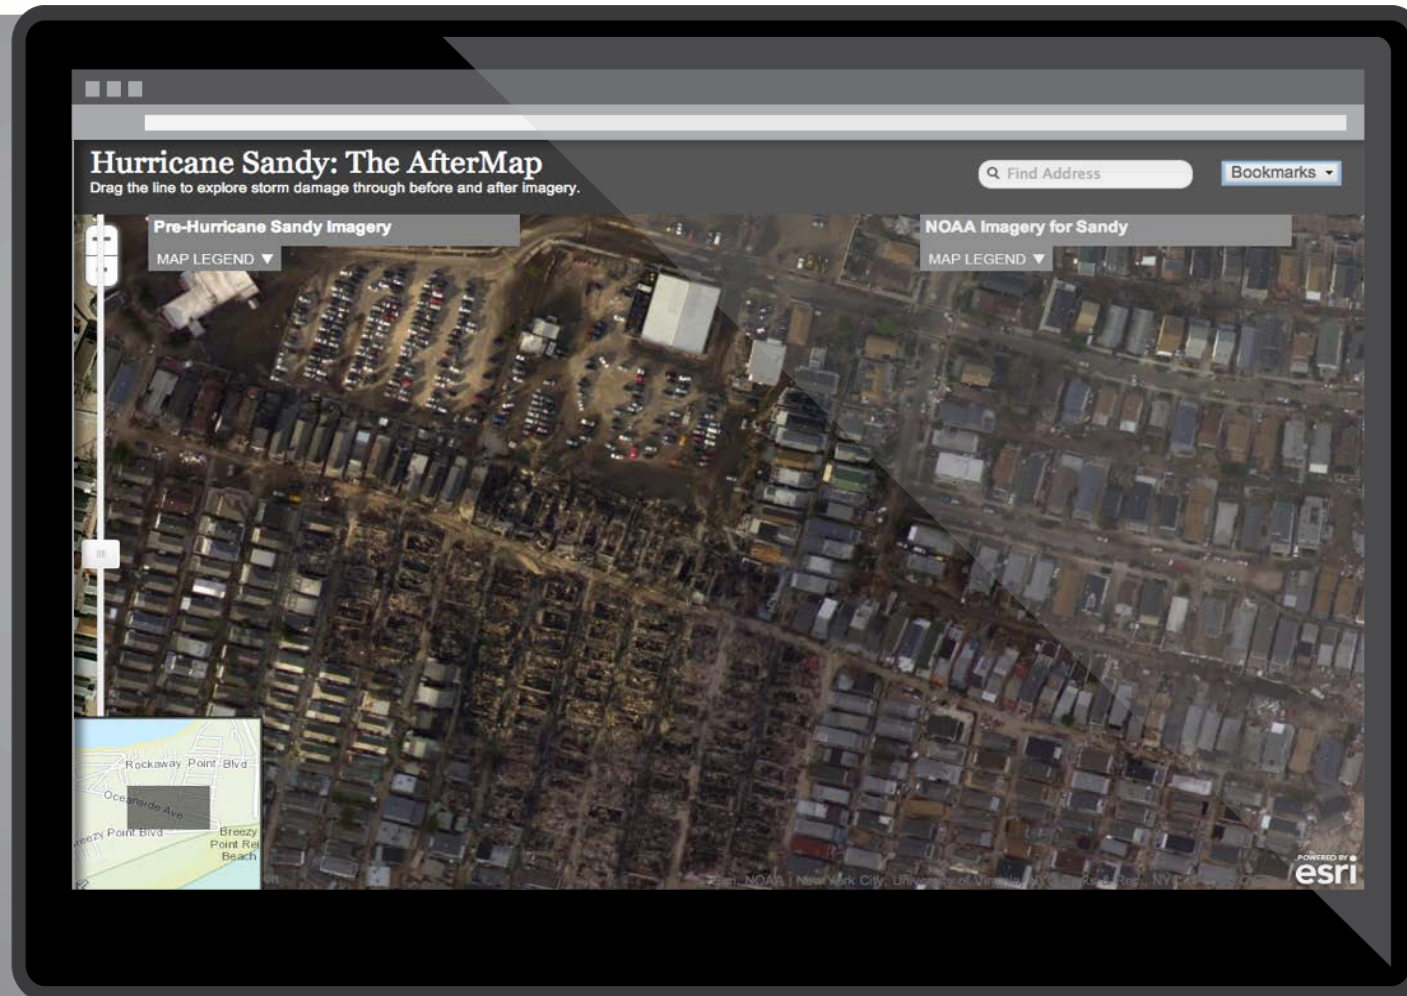 Hurricane Sandy: The AfterMap
Drag the line to explore storm damage through before and after imagery.
Find Address
Bookmarks
Pre-Hurricane Sandy Imagery
MAP LEGEND ▼
NOAA Imagery for Sandy
MAP LEGEND ▼
Rockaway Point Blvd
Oceanside Ave
Point Blvd
Breezy
Point
Beach
POWERED BY
esri
NOAA | New York City, University of